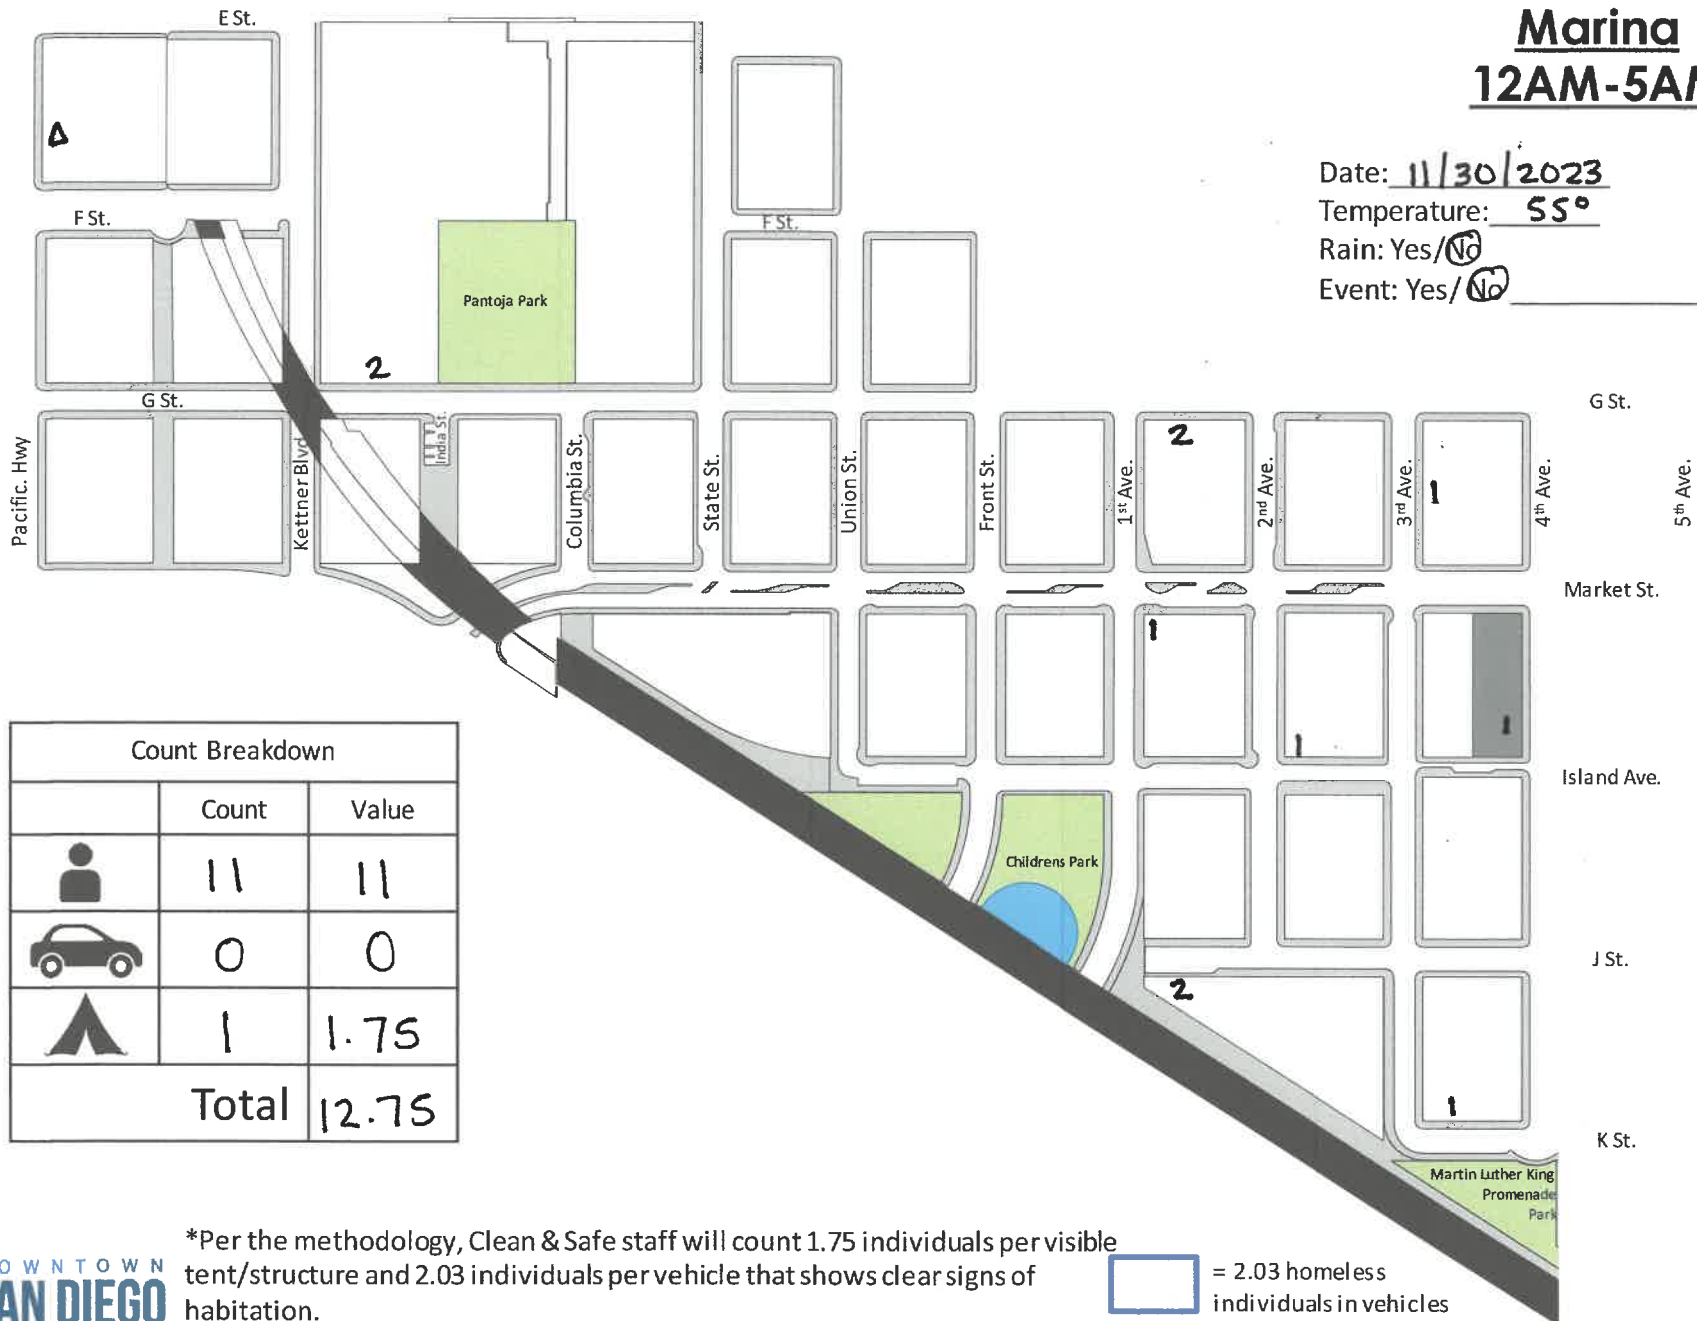 Marina
12AM-5AM
Date: 11/30/2023
Temperature: 55°
Rain: Yes/No
Event: Yes/No
E St.
F St.
F St.
Pantoja Park
2
G St.
G St.
Pacific. Hwy
Kettner Blvd
India St.
Columbia St.
State St.
Union St.
Front St.
1st Ave.
2
2nd Ave.
3rd Ave.
1
4th Ave.
5th Ave.
Market St.
1
1
1
Island Ave.
Childrens Park
J St.
2
1
K St.
Martin Luther King
Promenade
Park
Count Breakdown
Count Value
11 11
0 0
1 1.75
Total 12.75
*Per the methodology, Clean & Safe staff will count 1.75 individuals per visible
tent/structure and 2.03 individuals per vehicle that shows clear signs of
habitation.
= 2.03 homeless
individuals in vehicles
OWNTOWN
AN DIEGO